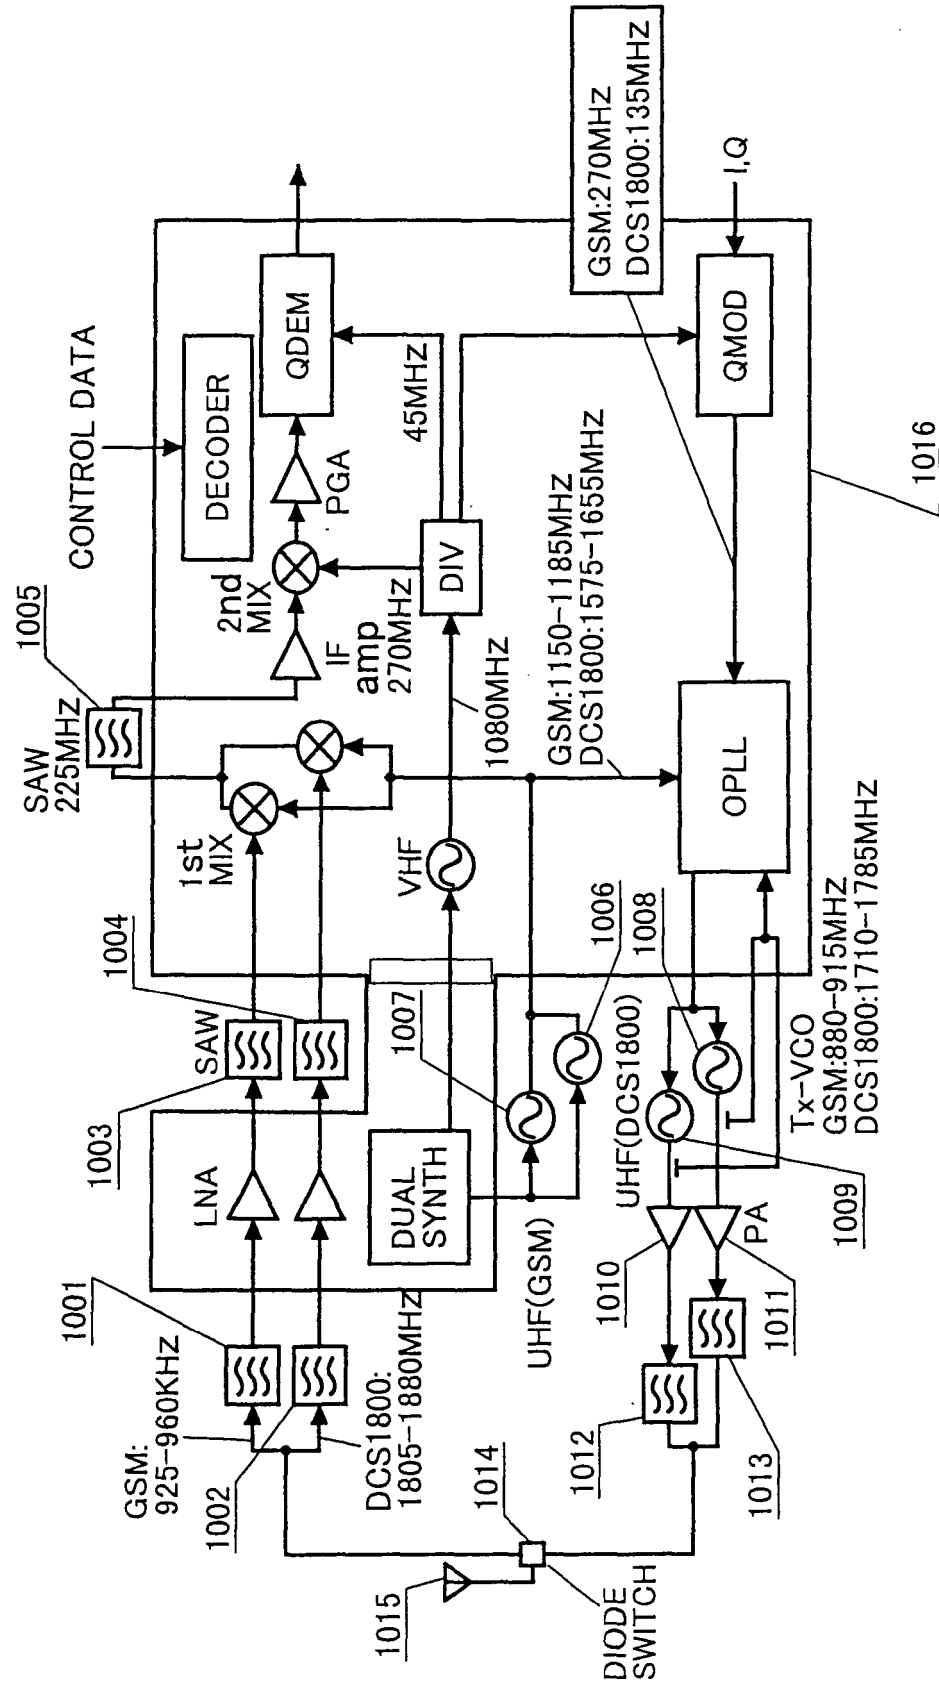 CONTROL DATA
1005
SAW
225MHZ
DECODER
2nd
MIX
QDEM
IF
amp
PGA
270MHZ
45MHZ
DIV
1080MHZ
1st
MIX
VHF
GSM:270MHZ
DCS1800:135MHZ
I,Q
QMOD
GSM:1150-1185MHZ
DCS1800:1575-1655MHZ
OPLL
1016
SAW
1004
1003
LNA
1001
GSM:
925-960KHZ
1002
DCS1800:
1805-1880MHZ
DUAL
SYNTH
1007
1006
UHF(GSM)
UHF(DCS1800)
1008
Tx-VCO
GSM:880-915MHZ
DCS1800:1710-1785MHZ
1009
1010
PA
1011
1012
1013
1014
1015
DIODE
SWITCH